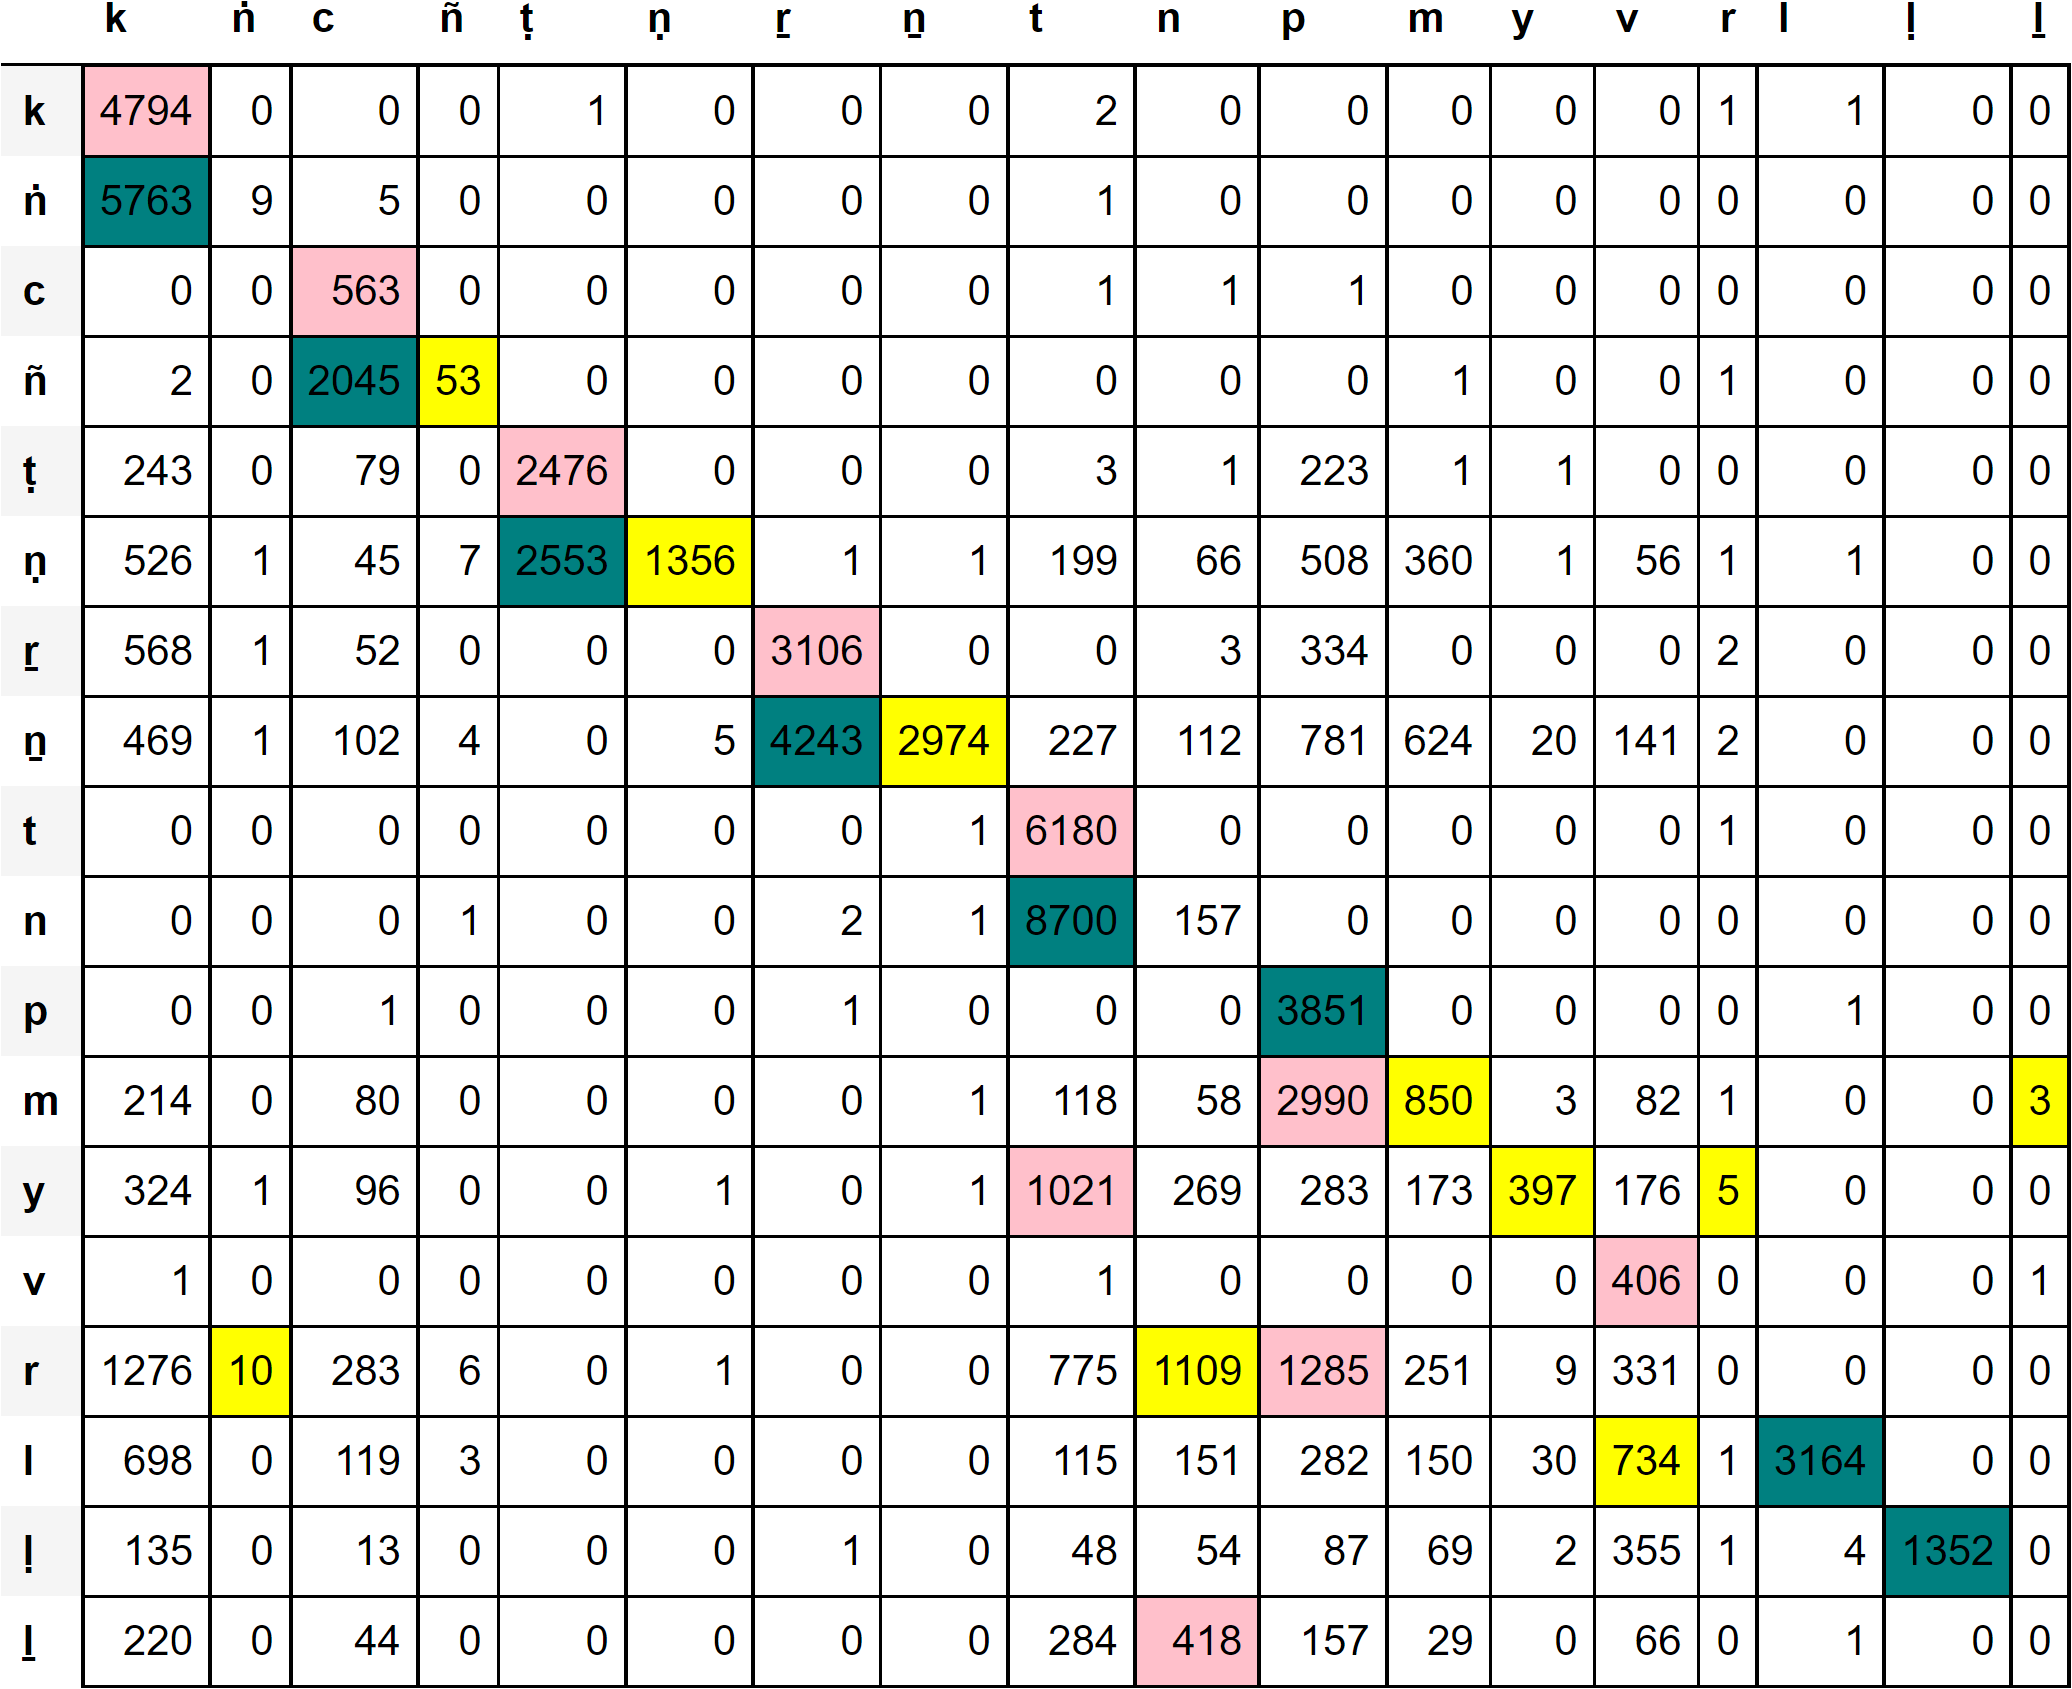 k ṅ c ñ ṭ ṇ ṟ ṉ t n p m y v r l ḷ ḻ
k 4794 0 0 0 1 0 0 0 2 0 0 0 0 0 1 1 0 0
ṅ 5763 9 5 0 0 0 0 0 1 0 0 0 0 0 0 0 0 0
c 0 0 563 0 0 0 0 0 1 1 1 0 0 0 0 0 0 0
ñ 2 0 2045 53 0 0 0 0 0 0 0 1 0 0 1 0 0 0
ṭ 243 0 79 0 2476 0 0 0 3 1 223 1 1 0 0 0 0 0
ṇ 526 1 45 7 2553 1356 1 1 199 66 508 360 1 56 1 1 0 0
ṟ 568 1 52 0 0 0 3106 0 0 3 334 0 0 0 2 0 0 0
ṉ 469 1 102 4 0 5 4243 2974 227 112 781 624 20 141 2 0 0 0
t 0 0 0 0 0 0 0 1 6180 0 0 0 0 0 1 0 0 0
n 0 0 0 1 0 0 2 1 8700 157 0 0 0 0 0 0 0 0
p 0 0 1 0 0 0 1 0 0 0 3851 0 0 0 0 1 0 0
m 214 0 80 0 0 0 0 1 118 58 2990 850 3 82 1 0 0 3
y 324 1 96 0 0 1 0 1 1021 269 283 173 397 176 5 0 0 0
v 1 0 0 0 0 0 0 0 1 0 0 0 0 406 0 0 0 1
r 1276 10 283 6 0 1 0 0 775 1109 1285 251 9 331 0 0 0 0
l 698 0 119 3 0 0 0 0 115 151 282 150 30 734 1 3164 0 0
ḷ 135 0 13 0 0 0 1 0 48 54 87 69 2 355 1 4 1352 0
ḻ 220 0 44 0 0 0 0 0 284 418 157 29 0 66 0 1 0 0